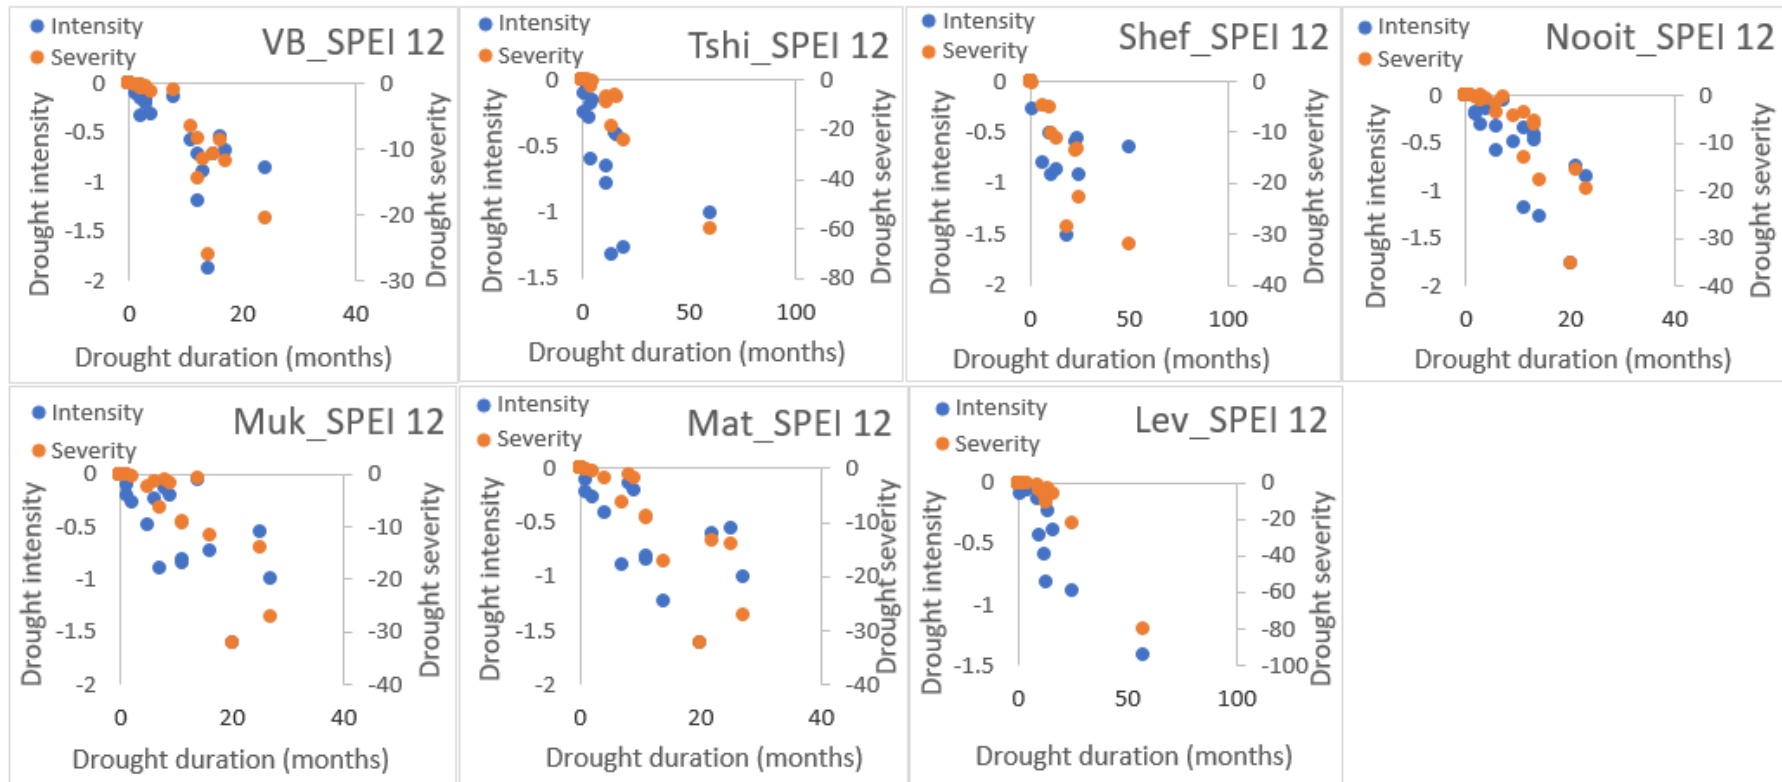 Intensity
Severity
VB_SPEI 12
0
-0.5
-1
-1.5
-2
0
-10
-20
-30
0 20 40
Drought intensity
Drought severity
Drought duration (months)
Intensity
Severity
Tshi_SPEI 12
0
-0.5
-1
-1.5
0
-20
-40
-60
-80
0 50 100
Drought intensity
Drought severity
Drought duration (months)
Intensity
Severity
Shef_SPEI 12
0
-0.5
-1
-1.5
-2
0
-10
-20
-30
-40
0 50 100
Drought intensity
Drought severity
Drought duration (months)
Intensity
Severity
Nooit_SPEI 12
0
-0.5
-1
-1.5
-2
0
-10
-20
-30
-40
0 20 40
Drought intensity
Drought severity
Drought duration (months)
Intensity
Severity
Muk_SPEI 12
0
-0.5
-1
-1.5
-2
0
-10
-20
-30
-40
0 20 40
Drought intensity
Drought severity
Drought duration (months)
Intensity
Severity
Mat_SPEI 12
0
-0.5
-1
-1.5
-2
0
-10
-20
-30
-40
0 20 40
Drought intensity
Drought severity
Drought duration (months)
Intensity
Severity
Lev_SPEI 12
0
-0.5
-1
-1.5
0
-20
-40
-60
-80
-100
0 50 100
Drought intensity
Drought severity
Drought duration (months)